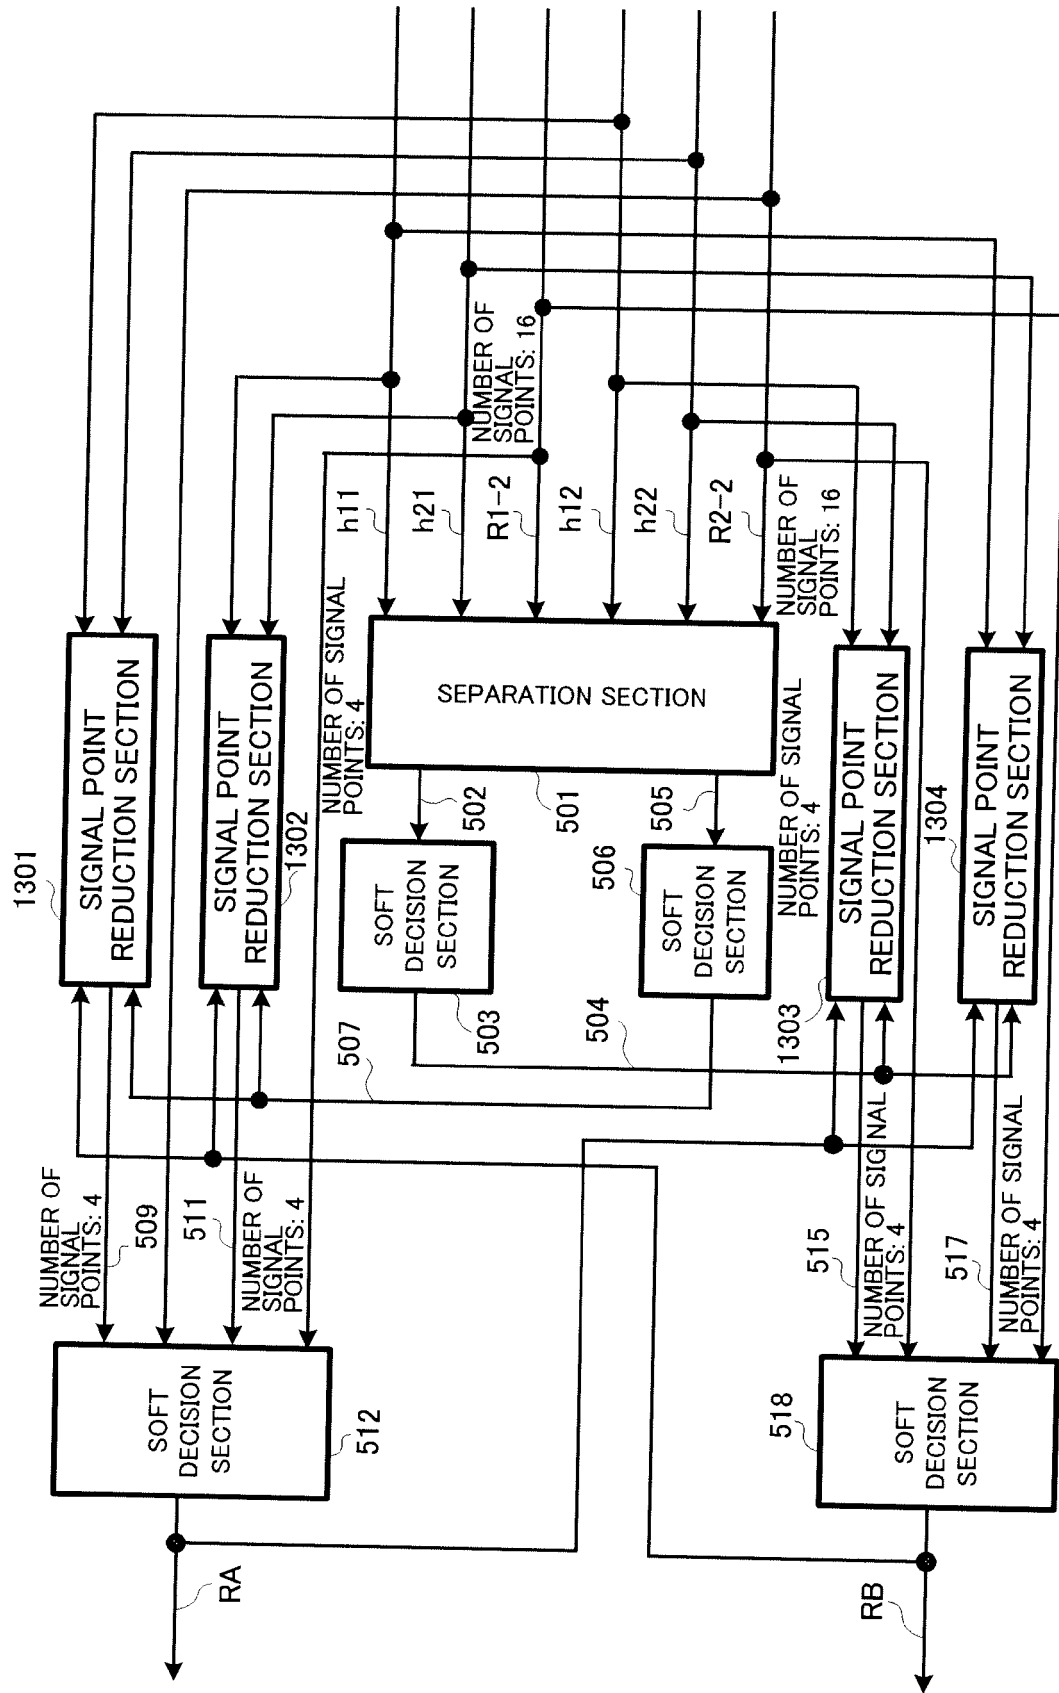 SIGNAL POINT
REDUCTION SECTION
1301
SIGNAL POINT
REDUCTION SECTION
1302
NUMBER OF SIGNAL
POINTS: 4
h11
h21
NUMBER OF
SIGNAL
POINTS: 16
R1-2
h12
h22
R2-2
NUMBER OF
SIGNAL
POINTS: 16
SEPARATION SECTION
501
502
505
SOFT
DECISION
SECTION
503
SOFT
DECISION
SECTION
506
NUMBER OF SIGNAL
POINTS: 4
SIGNAL POINT
REDUCTION SECTION
1303
SIGNAL POINT
REDUCTION SECTION
1304
507
504
NUMBER OF
SIGNAL
POINTS: 4
509
511
NUMBER OF
SIGNAL
POINTS: 4
515
NUMBER OF SIGNAL
POINTS: 4
517
NUMBER OF SIGNAL
POINTS: 4
SOFT
DECISION
SECTION
512
SOFT
DECISION
SECTION
518
RA
RB